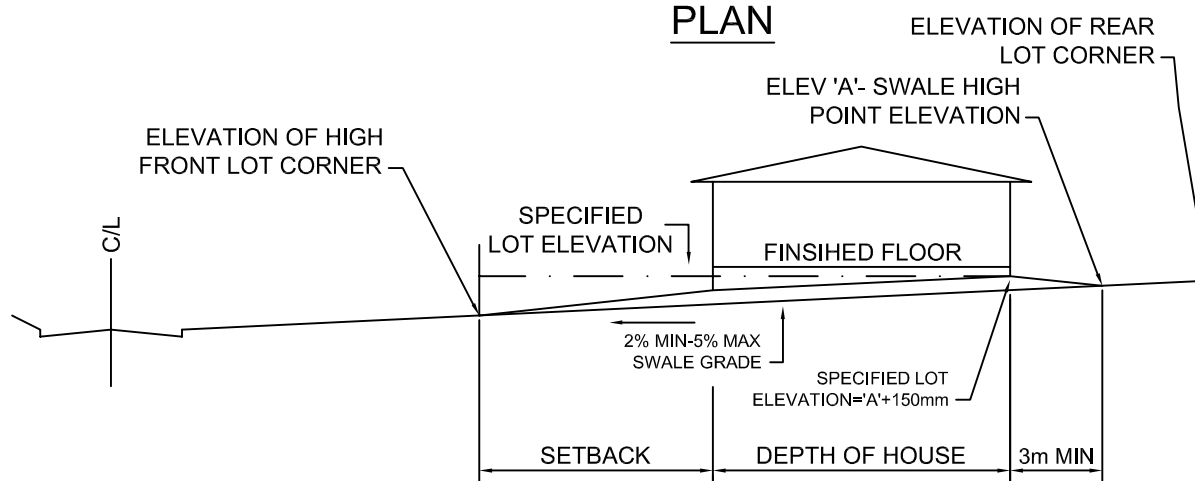 PLAN
ELEVATION OF REAR
LOT CORNER
ELEV 'A'- SWALE HIGH
POINT ELEVATION
ELEVATION OF HIGH
FRONT LOT CORNER
C/L
SPECIFIED
LOT ELEVATION
FINSIHED FLOOR
2% MIN-5% MAX
SWALE GRADE
SPECIFIED LOT
ELEVATION='A'+150mm
SETBACK
DEPTH OF HOUSE
3m MIN